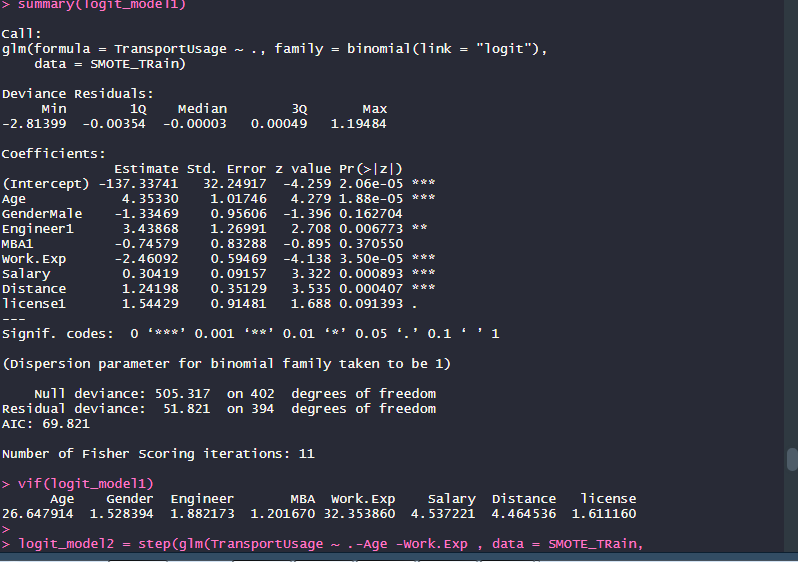 > summary(logit_model1)
Call:
glm(formula = TransportUsage ~ ., family = binomial(link = "logit"),
    data = SMOTE_TRain)
Deviance Residuals:
     Min       1Q   Median       3Q      Max
-2.81399 -0.00354 -0.00003  0.00049  1.19484
Coefficients:
              Estimate Std. Error z value Pr(>|z|)
(Intercept) -137.33741   32.24917  -4.259 2.06e-05 ***
Age            4.35330    1.01746   4.279 1.88e-05 ***
GenderMale    -1.33469    0.95606  -1.396 0.162704
Engineer1      3.43868    1.26991   2.708 0.006773 **
MBA1          -0.74579    0.83288  -0.895 0.370550
Work.Exp      -2.46092    0.59469  -4.138 3.50e-05 ***
Salary         0.30419    0.09157   3.322 0.000893 ***
Distance       1.24198    0.35129   3.535 0.000407 ***
license1       1.54429    0.91481   1.688 0.091393 .
---
Signif. codes:  0 ‘***’ 0.001 ‘**’ 0.01 ‘*’ 0.05 ‘.’ 0.1 ‘ ’ 1
(Dispersion parameter for binomial family taken to be 1)
    Null deviance: 505.317  on 402  degrees of freedom
Residual deviance:  51.821  on 394  degrees of freedom
AIC: 69.821
Number of Fisher Scoring iterations: 11
> vif(logit_model1)
      Age    Gender  Engineer       MBA  Work.Exp    Salary  Distance   license
26.647914  1.528394  1.882173  1.201670 32.353860  4.537221  4.464536  1.611160
>
> logit_model2 = step(glm(TransportUsage ~ .-Age -Work.Exp , data = SMOTE_TRain,